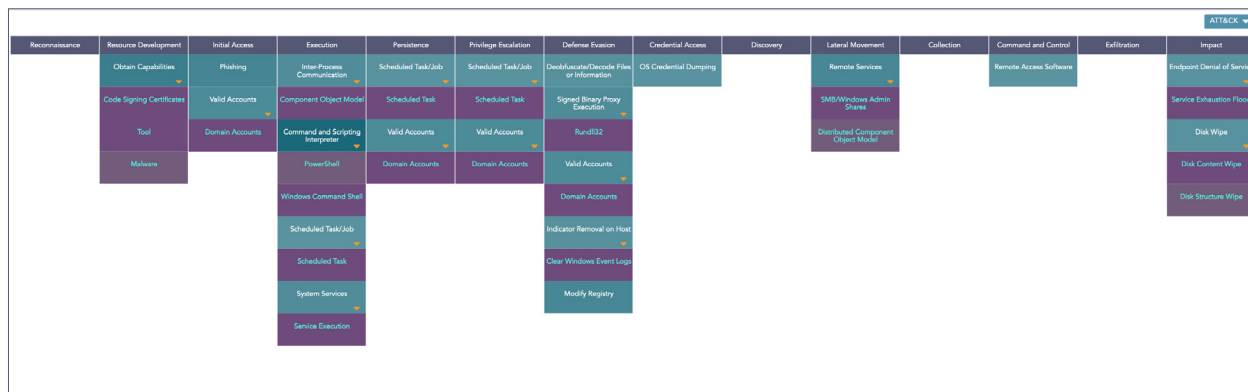 ATT&CK
Reconnaissance
Resource Development
Initial Access
Execution
Persistence
Privilege Escalation
Defense Evasion
Credential Access
Discovery
Lateral Movement
Collection
Command and Control
Exfiltration
Impact
Obtain Capabilities
Code Signing Certificates
Tool
Malware
Phishing
Valid Accounts
Domain Accounts
Inter-Process
Communication
Component Object Model
Command and Scripting
Interpreter
PowerShell
Windows Command Shell
Scheduled Task/Job
Scheduled Task
System Services
Service Execution
Scheduled Task/Job
Scheduled Task
Valid Accounts
Domain Accounts
Scheduled Task/Job
Scheduled Task
Valid Accounts
Domain Accounts
Deobfuscate/Decode Files
or Information
Signed Binary Proxy
Execution
Rundll32
Valid Accounts
Domain Accounts
Indicator Removal on Host
Clear Windows Event Logs
Modify Registry
OS Credential Dumping
Remote Services
SMB/Windows Admin
Shares
Distributed Component
Object Model
Remote Access Software
Endpoint Denial of Servic
Service Exhaustion Flood
Disk Wipe
Disk Content Wipe
Disk Structure Wipe